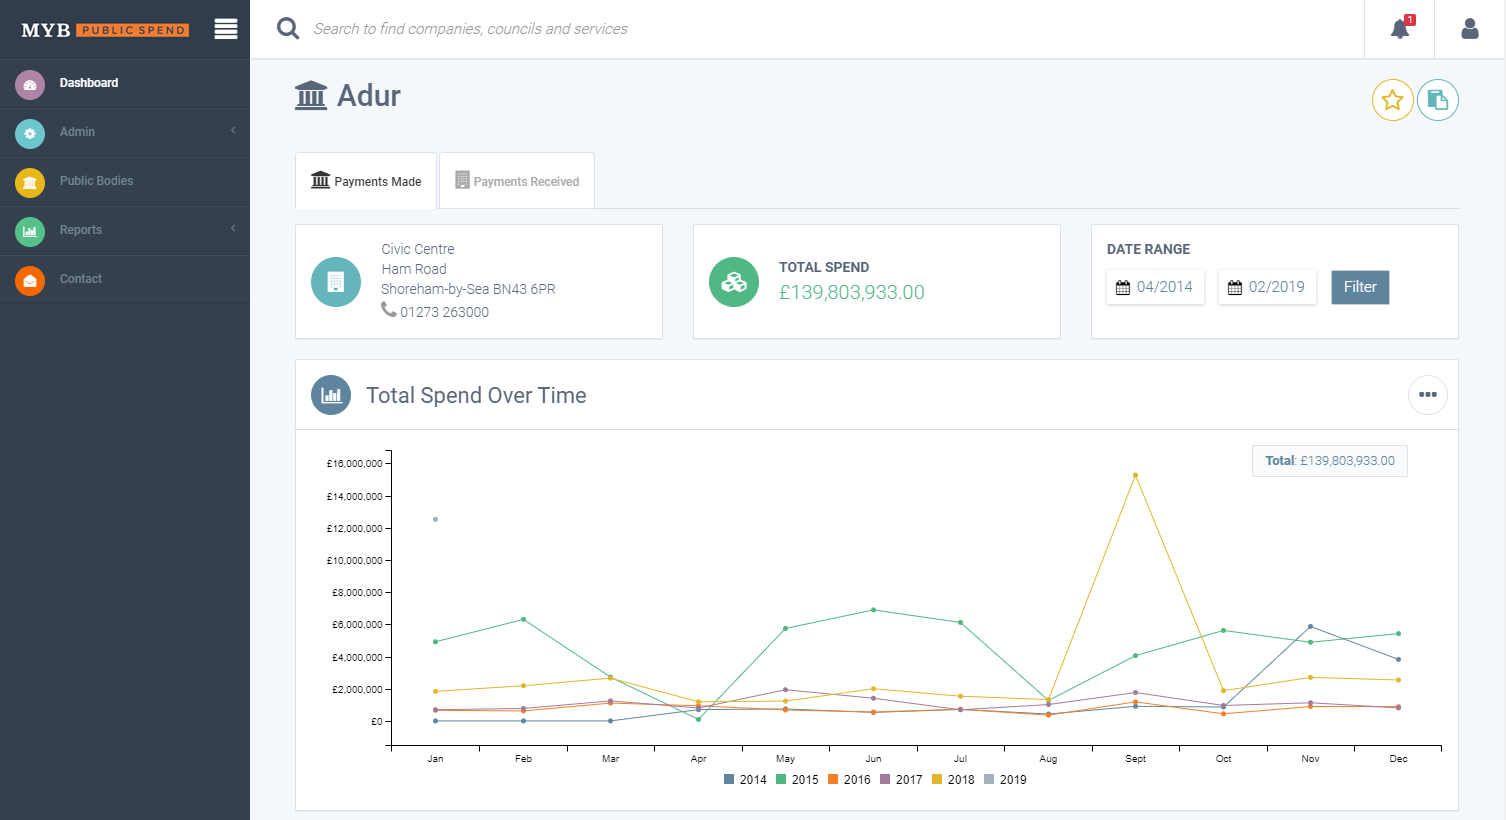 MYB PUBLIC SPEND
Search to find companies, councils and services
1
Dashboard
Admin
Public Bodies
Reports
Contact
Adur
Payments Made
Payments Received
Civic Centre
Ham Road
Shoreham-by-Sea BN43 6PR
01273 263000
TOTAL SPEND
£139,803,933.00
DATE RANGE
04/2014
02/2019
Filter
Total Spend Over Time
Total: £139,803,933.00
£16,000,000
£14,000,000
£12,000,000
£10,000,000
£8,000,000
£6,000,000
£4,000,000
£2,000,000
£0
Jan Feb Mar Apr May Jun Jul Aug Sept Oct Nov Dec
2014 2015 2016 2017 2018 2019